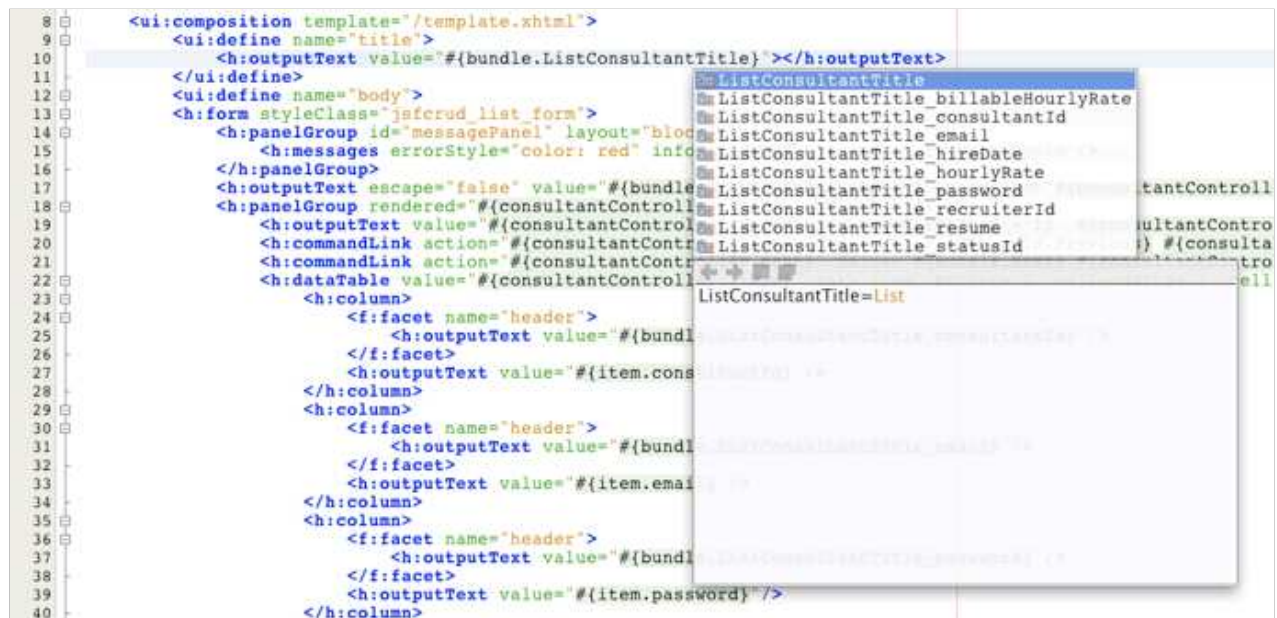 8 <ui:composition template="/template.xhtml">
9 <ui:define name="title">
10 <h:outputText value="#{bundle.ListConsultantTitle}"></h:outputText>
11 </ui:define>
12 <ui:define name="body">
13 <h:form styleClass="jsfcrud_list_form">
14 <h:panelGroup id="messagePanel" layout="bloc
15 <h:messages errorStyle="color: red" info
16 </h:panelGroup>
17 <h:outputText escape="false" value="#{bundle tantControll
18 <h:panelGroup rendered="#{consultantControll
19 <h:outputText value="#{consultantControl ultantContro
20 <h:commandLink action="#{consultantContr } #{consulta
21 <h:commandLink action="#{consultantContr ltantContro
22 <h:dataTable value="#{consultantControll ell
23 <h:column>
24 <f:facet name="header">
25 <h:outputText value="#{bundl
26 </f:facet>
27 <h:outputText value="#{item.cons
28 </h:column>
29 <h:column>
30 <f:facet name="header">
31 <h:outputText value="#{bundl
32 </f:facet>
33 <h:outputText value="#{item.emai
34 </h:column>
35 <h:column>
36 <f:facet name="header">
37 <h:outputText value="#{bundl
38 </f:facet>
39 <h:outputText value="#{item.password}"/>
40 </h:column>
ListConsultantTitle
ListConsultantTitle_billableHourlyRate
ListConsultantTitle_consultantId
ListConsultantTitle_email
ListConsultantTitle_hireDate
ListConsultantTitle_hourlyRate
ListConsultantTitle_password
ListConsultantTitle_recruiterId
ListConsultantTitle_resume
ListConsultantTitle_statusId
ListConsultantTitle=List